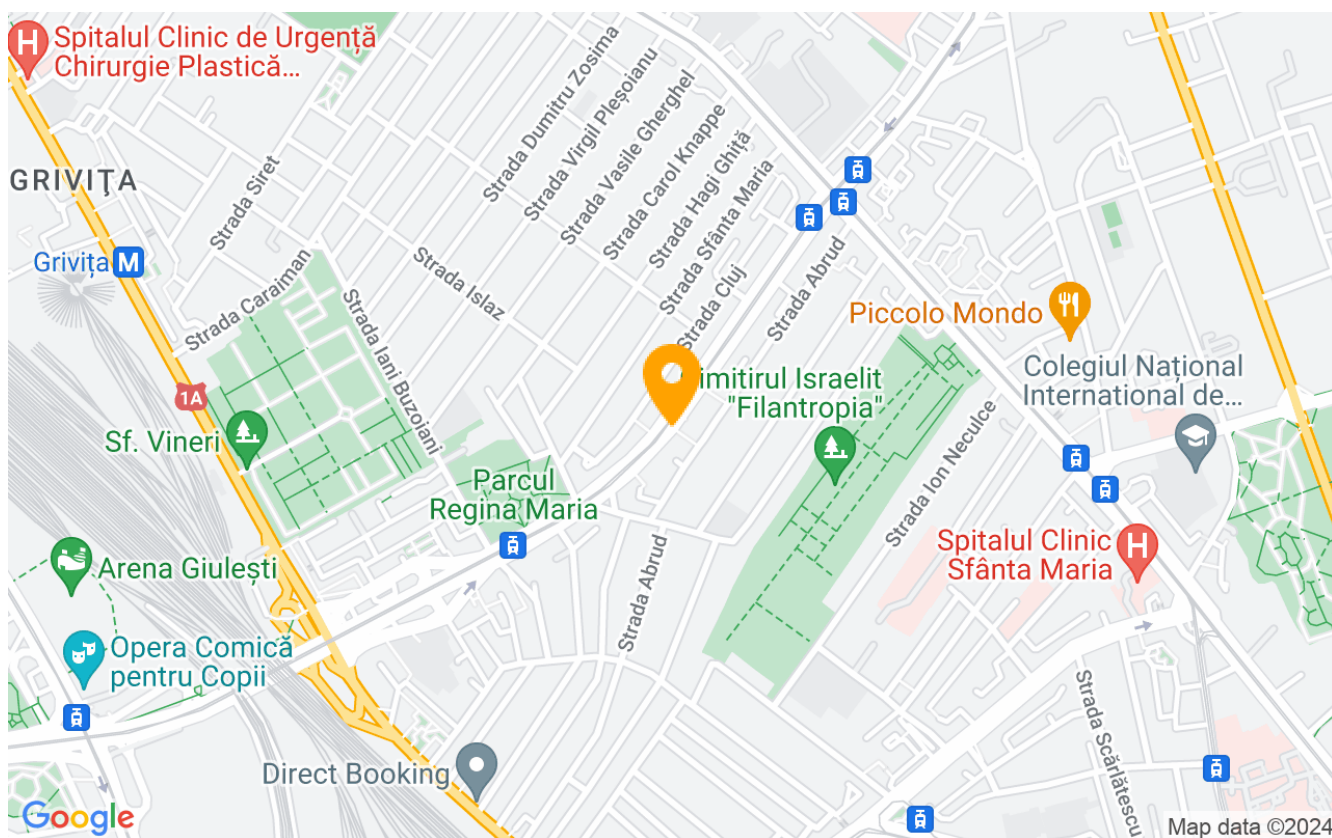 Spitalul Clinic de Urgență
Chirurgie Plastică...
Strada Dumitru Zosima
Strada Virgil Pleșoianu
Strada Vasile Gherghel
Strada Carol Knappe
Strada Hagi Ghiță
Strada Sfânta Maria
Strada Cluj
Strada Abrud
GRIVIŢA
Strada Siret
Grivița
M
Strada Caraiman
Strada Islaz
Strada Iani Buzoiani
Piccolo Mondo
Colegiul Național
International de...
1A
Sf. Vineri
imitirul Israelit
"Filantropia"
Strada Ion Neculce
Parcul
Regina Maria
Spitalul Clinic
Sfânta Maria
Arena Giulești
Strada Abrud
Opera Comică
pentru Copii
Strada Scărlătescu
Direct Booking
Google
Map data ©2024